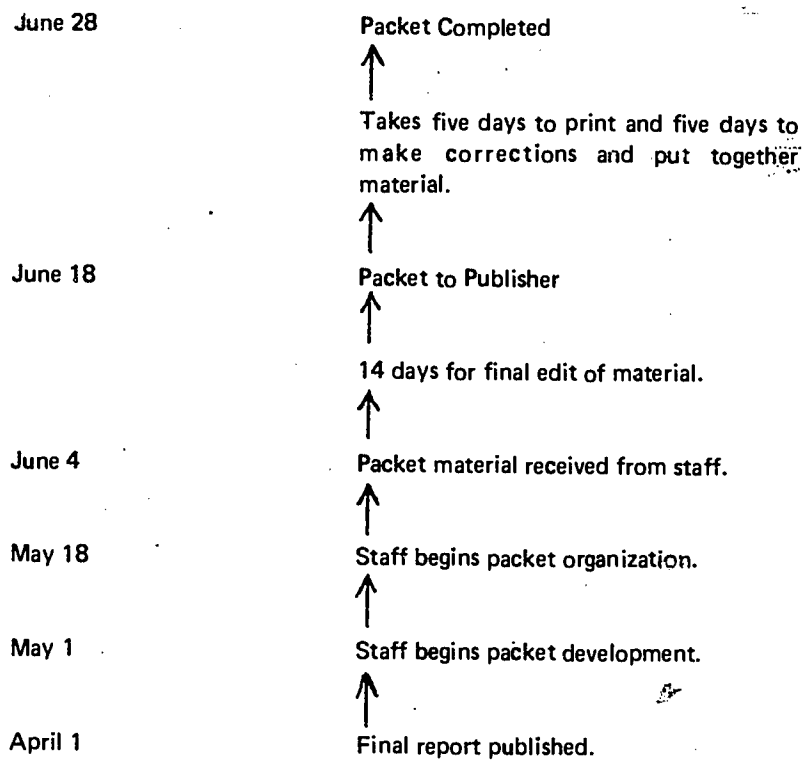 June 28 Packet Completed
Takes five days to print and five days to
make corrections and put together
material.
June 18 Packet to Publisher
14 days for final edit of material.
June 4 Packet material received from staff.
May 18 Staff begins packet organization.
May 1 Staff begins packet development.
April 1 Final report published.